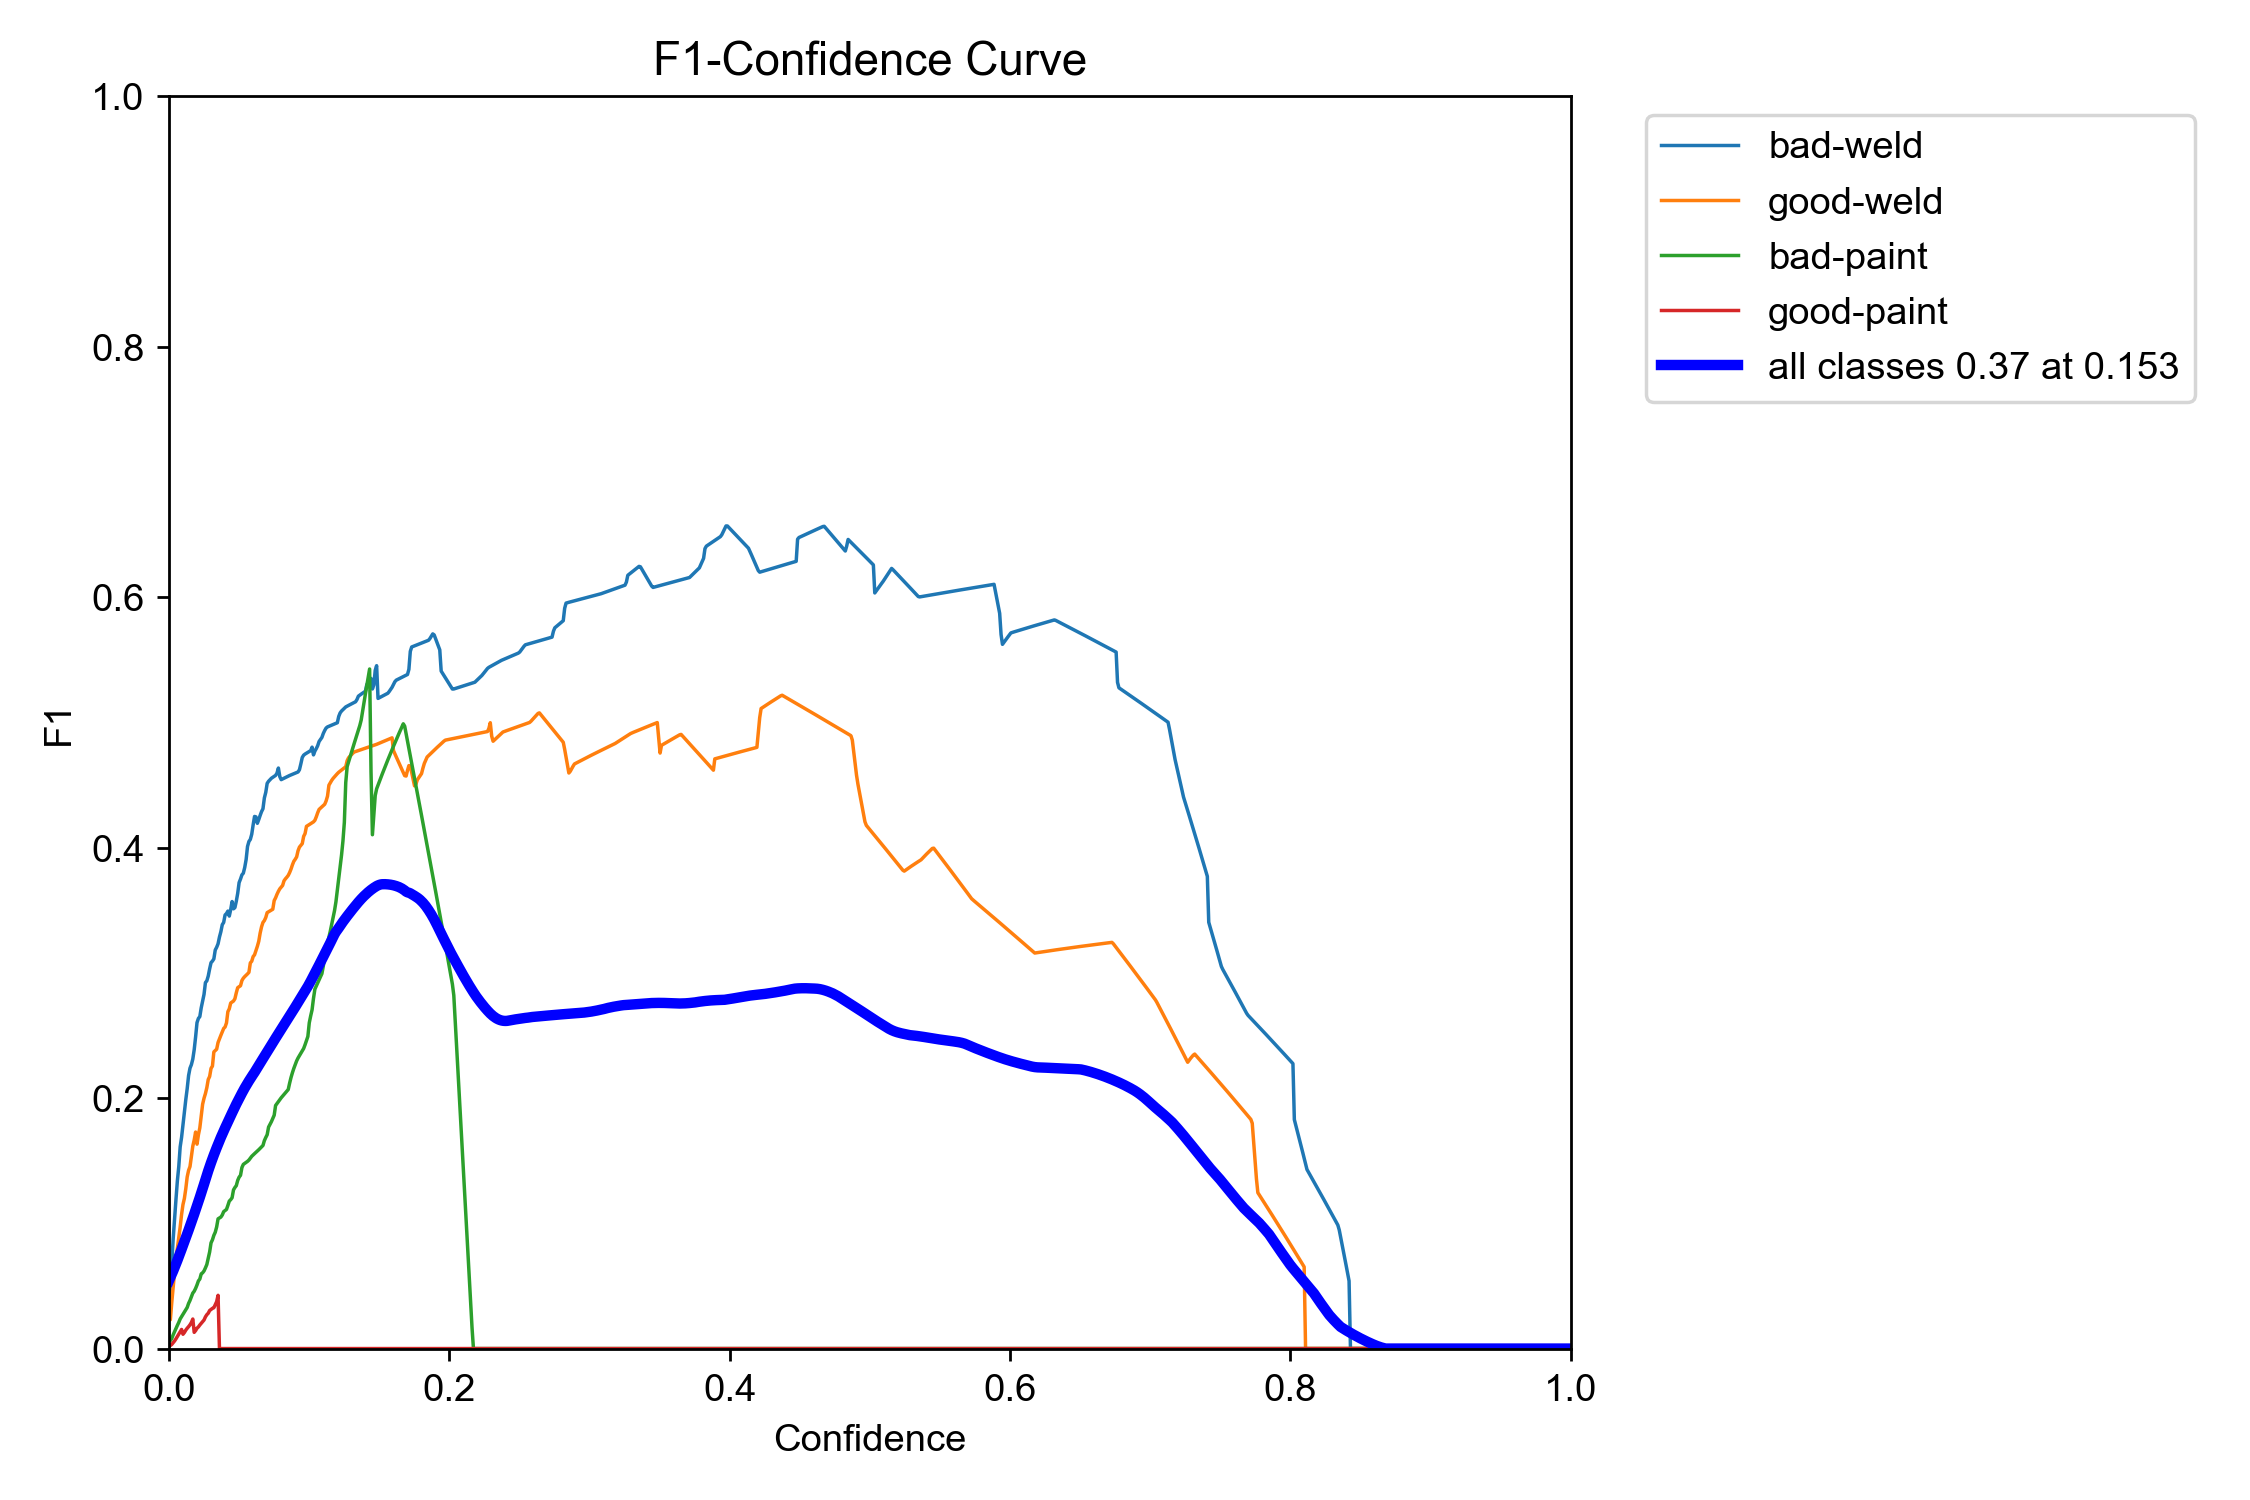 F1-Confidence Curve
1.0
0.8
0.6
0.4
0.2
0.0
F1
0.0 0.2 0.4 0.6 0.8 1.0
Confidence
bad-weld
good-weld
bad-paint
good-paint
all classes 0.37 at 0.153